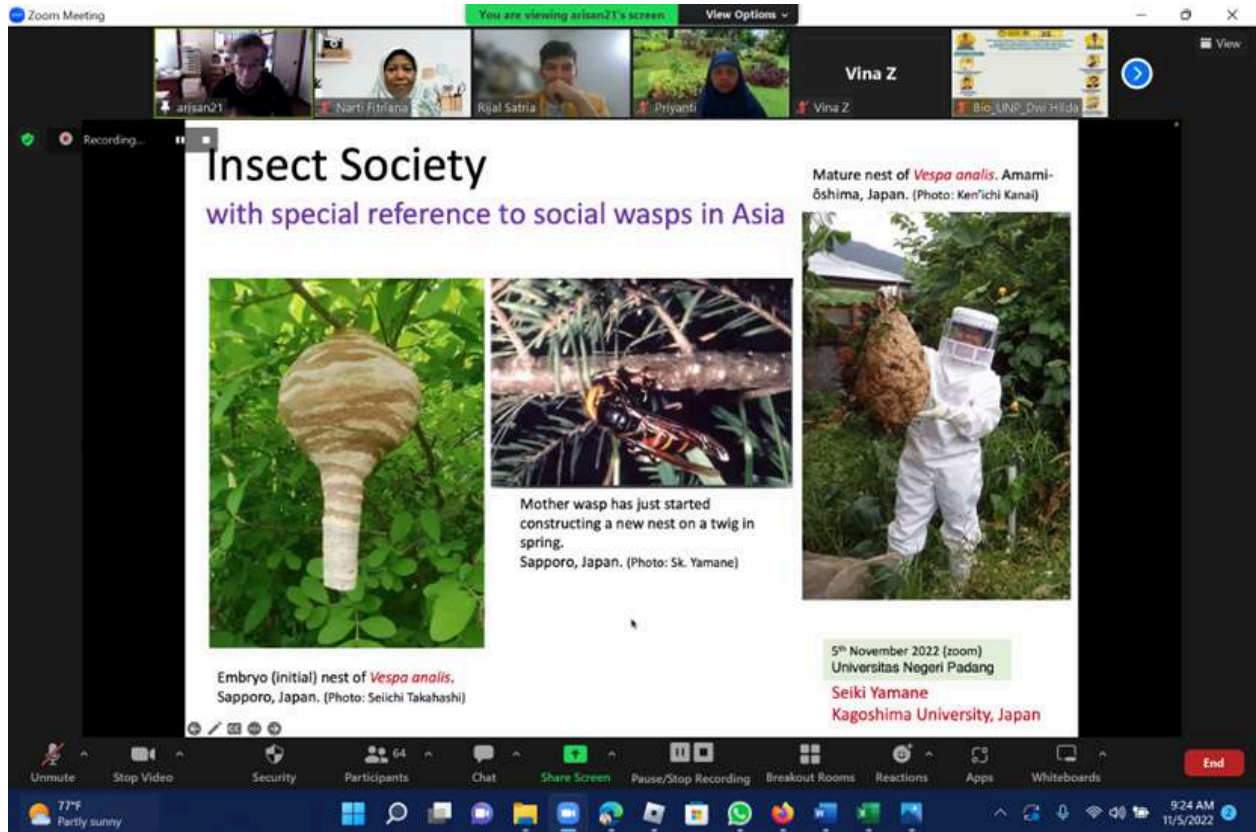 Zoom Meeting
You are viewing arisan21's screen
View Options
View
arisan21
Narti Fitriana
Rijal Satria
Priyanti
Vina Z
Vina Z
Bio_UNP_Dwi Hilda
Recording...
Insect Society
with special reference to social wasps in Asia
Mature nest of Vespa analis. Amami-
ōshima, Japan. (Photo: Ken'ichi Kanai)
Mother wasp has just started
constructing a new nest on a twig in
spring.
Sapporo, Japan. (Photo: Sk. Yamane)
Embryo (initial) nest of Vespa analis.
Sapporo, Japan. (Photo: Seiichi Takahashi)
5th November 2022 (zoom)
Universitas Negeri Padang
Seiki Yamane
Kagoshima University, Japan
Unmute
Stop Video
Security
64
Participants
Chat
Share Screen
Pause/Stop Recording
Breakout Rooms
Reactions
Apps
Whiteboards
End
77°F
Partly sunny
9:24 AM
11/5/2022
2